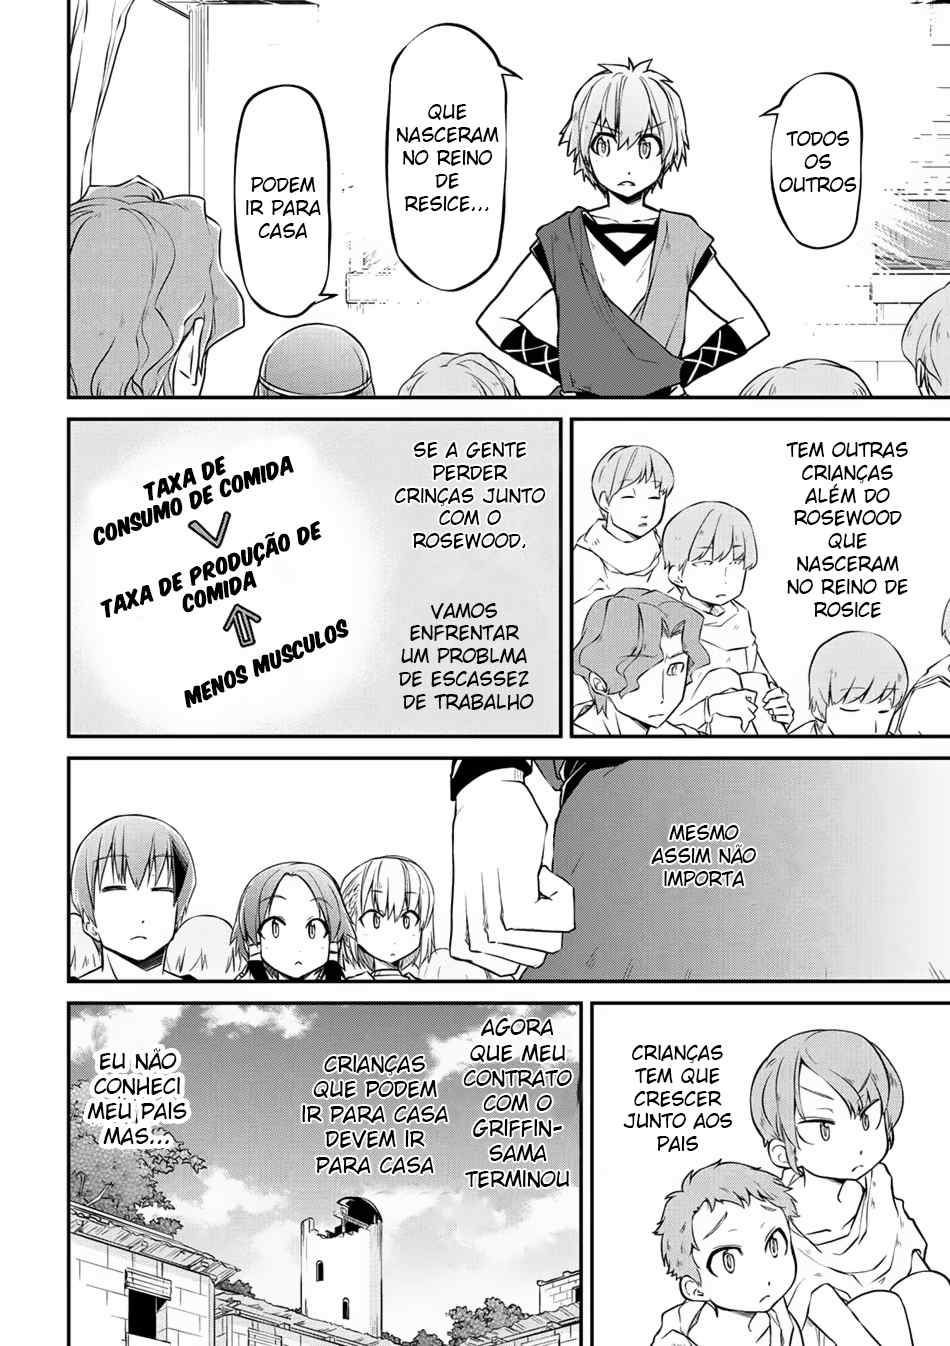 TODOS
OS
OUTROS
QUE
NASCERAM
NO REINO
DE
RESICE...
PODEM
IR PARA
CASA
TEM OUTRAS
CRIANÇAS
ALÉM DO
ROSEWOOD
QUE
NASCERAM
NO REINO DE
ROSICE
SE A GENTE
PERDER
CRINÇAS JUNTO
COM O
ROSEWOOD,
VAMOS
ENFRENTAR
UM PROBLMA
DE ESCASSEZ
DE TRABALHO
TAXA DE
CONSUMO DE COMIDA
TAXA DE PRODUÇÃO DE
COMIDA
MENOS MUSCULOS
MESMO
ASSIM NÃO
IMPORTA
CRIANÇAS
TEM QUE
CRESCER
JUNTO AOS
PAIS
AGORA
QUE MEU
CONTRATO
COM O
GRIFFIN-
SAMA
TERMINOU
CRIANÇAS
QUE PODEM
IR PARA CASA
DEVEM IR
PARA CASA
EU NÃO
CONHECI
MEU PAIS
MAS...